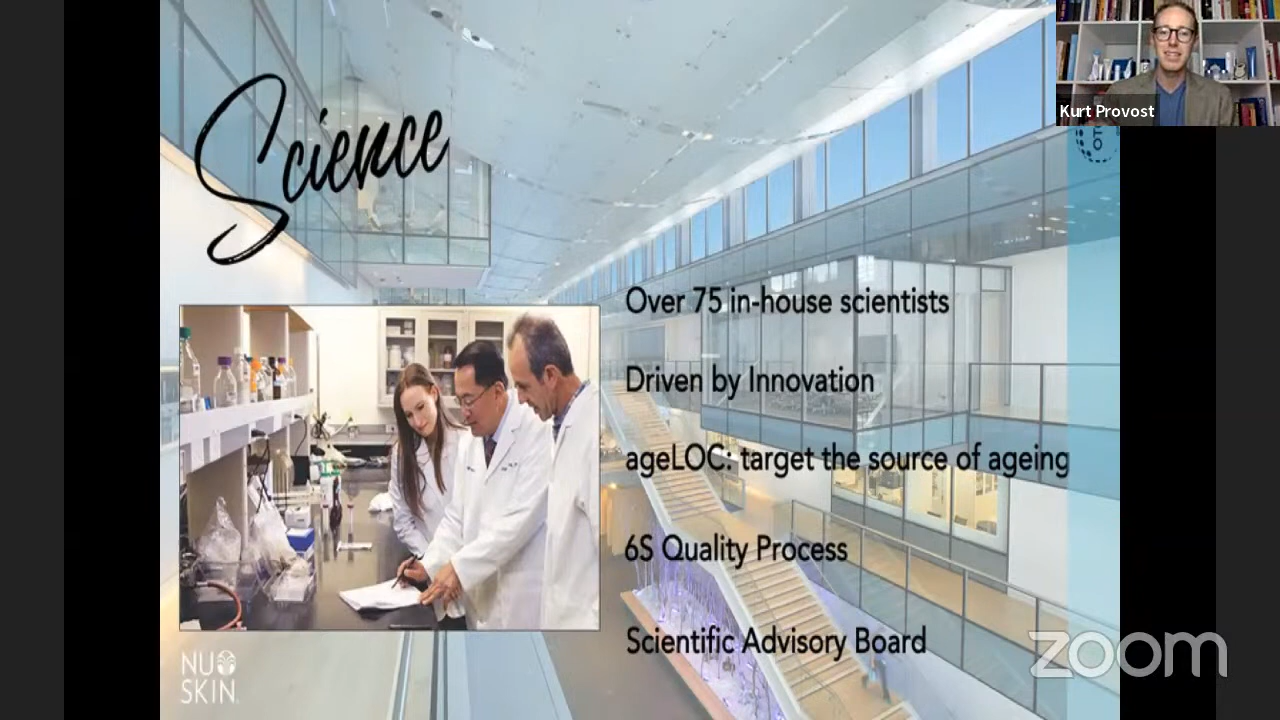 Science
Kurt Provost
OTO
Over 75 in-house scientists
Driven by Innovation
ageLOC: target the source of ageing
6S Quality Process
Scientific Advisory Board
NU
SKIN
zoom